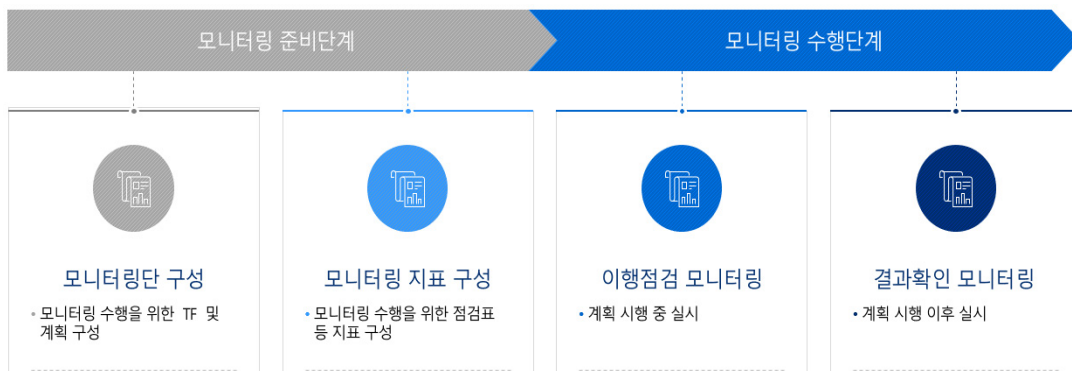 모니터링 준비단계
모니터링 수행단계
모니터링단 구성
• 모니터링 수행을 위한 TF 및
계획 구성
모니터링 지표 구성
• 모니터링 수행을 위한 점검표
등 지표 구성
이행점검 모니터링
• 계획 시행 중 실시
결과확인 모니터링
• 계획 시행 이후 실시